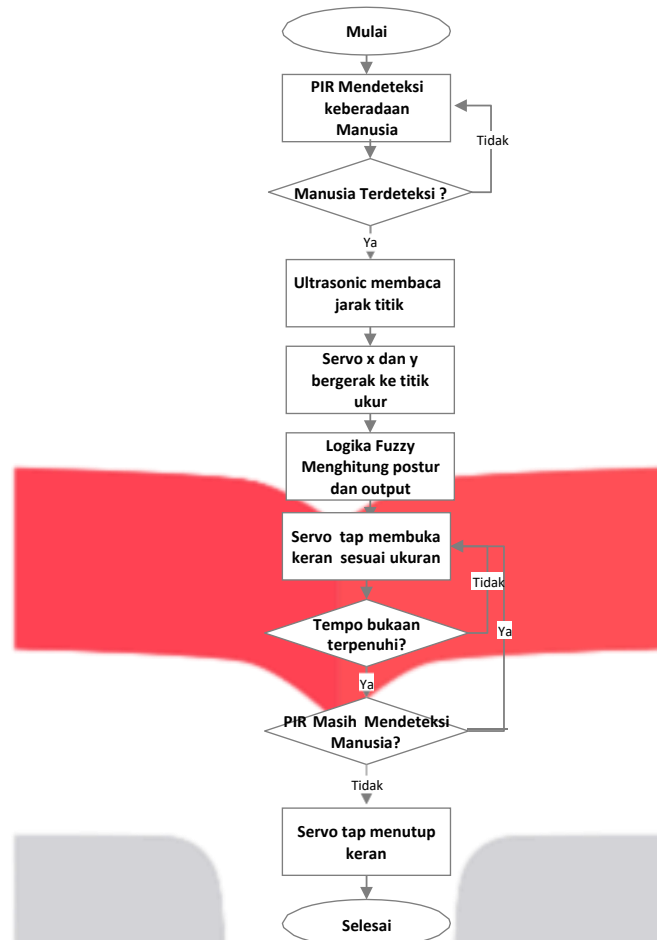 Mulai
PIR Mendeteksi
keberadaan
Manusia
Tidak
Manusia Terdeteksi ?
Ya
Ultrasonic membaca
jarak titik
Servo x dan y
bergerak ke titik
ukur
Logika Fuzzy
Menghitung postur
dan output
Servo tap membuka
keran sesuai ukuran
Tidak
Tempo bukaan
terpenuhi?
Ya
Ya
PIR Masih Mendeteksi
Manusia?
Tidak
Servo tap menutup
keran
Selesai